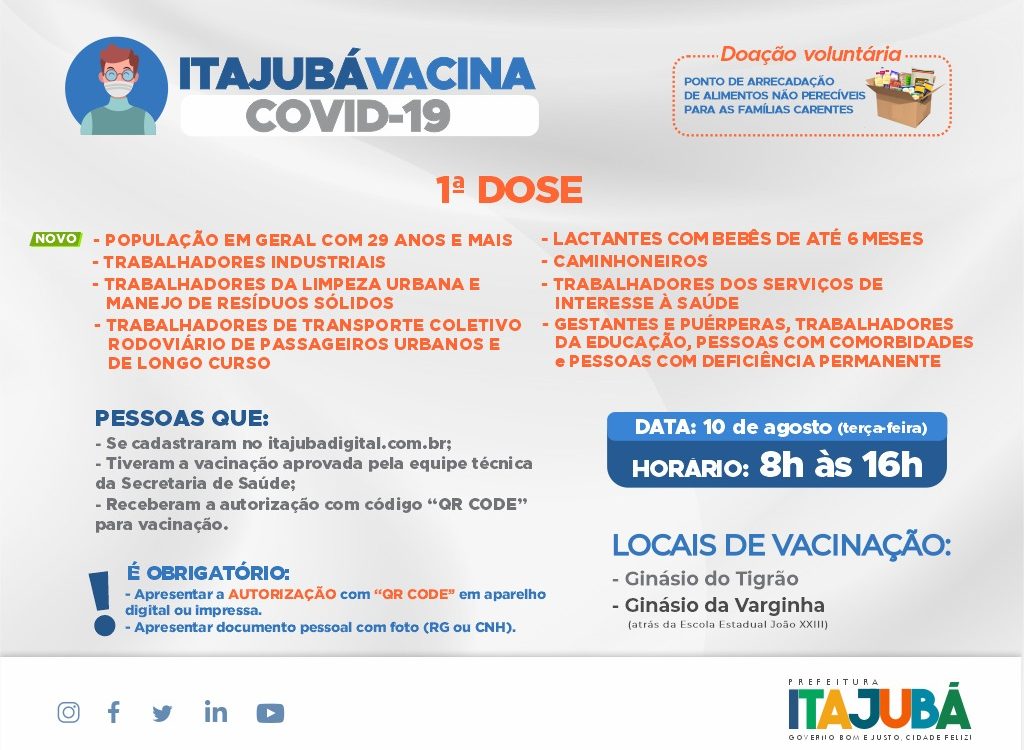 ITAJUBÁVACINA
COVID-19
Doação voluntária
PONTO DE ARRECADAÇÃO
DE ALIMENTOS NÃO PERECÍVEIS
PARA AS FAMÍLIAS CARENTES
1ª DOSE
NOVO
- POPULAÇÃO EM GERAL COM 29 ANOS E MAIS
- TRABALHADORES INDUSTRIAIS
- TRABALHADORES DA LIMPEZA URBANA E
MANEJO DE RESÍDUOS SÓLIDOS
- TRABALHADORES DE TRANSPORTE COLETIVO
RODOVIÁRIO DE PASSAGEIROS URBANOS E
DE LONGO CURSO
- LACTANTES COM BEBÊS DE ATÉ 6 MESES
- CAMINHONEIROS
- TRABALHADORES DOS SERVIÇOS DE
INTERESSE À SAÚDE
- GESTANTES E PUÉRPERAS, TRABALHADORES
DA EDUCAÇÃO, PESSOAS COM COMORBIDADES
e PESSOAS COM DEFICIÊNCIA PERMANENTE
PESSOAS QUE:
- Se cadastraram no itajubadigital.com.br;
- Tiveram a vacinação aprovada pela equipe técnica
da Secretaria de Saúde;
- Receberam a autorização com código “QR CODE”
para vacinação.
DATA: 10 de agosto (terça-feira)
HORÁRIO: 8h às 16h
LOCAIS DE VACINAÇÃO:
- Ginásio do Tigrão
- Ginásio da Varginha
(atrás da Escola Estadual João XXIII)
É OBRIGATÓRIO:
- Apresentar a AUTORIZAÇÃO com “QR CODE” em aparelho
digital ou impressa.
- Apresentar documento pessoal com foto (RG ou CNH).
PREFEITURA
ITAJUBÁ
GOVERNO BOM E JUSTO, CIDADE FELIZ!